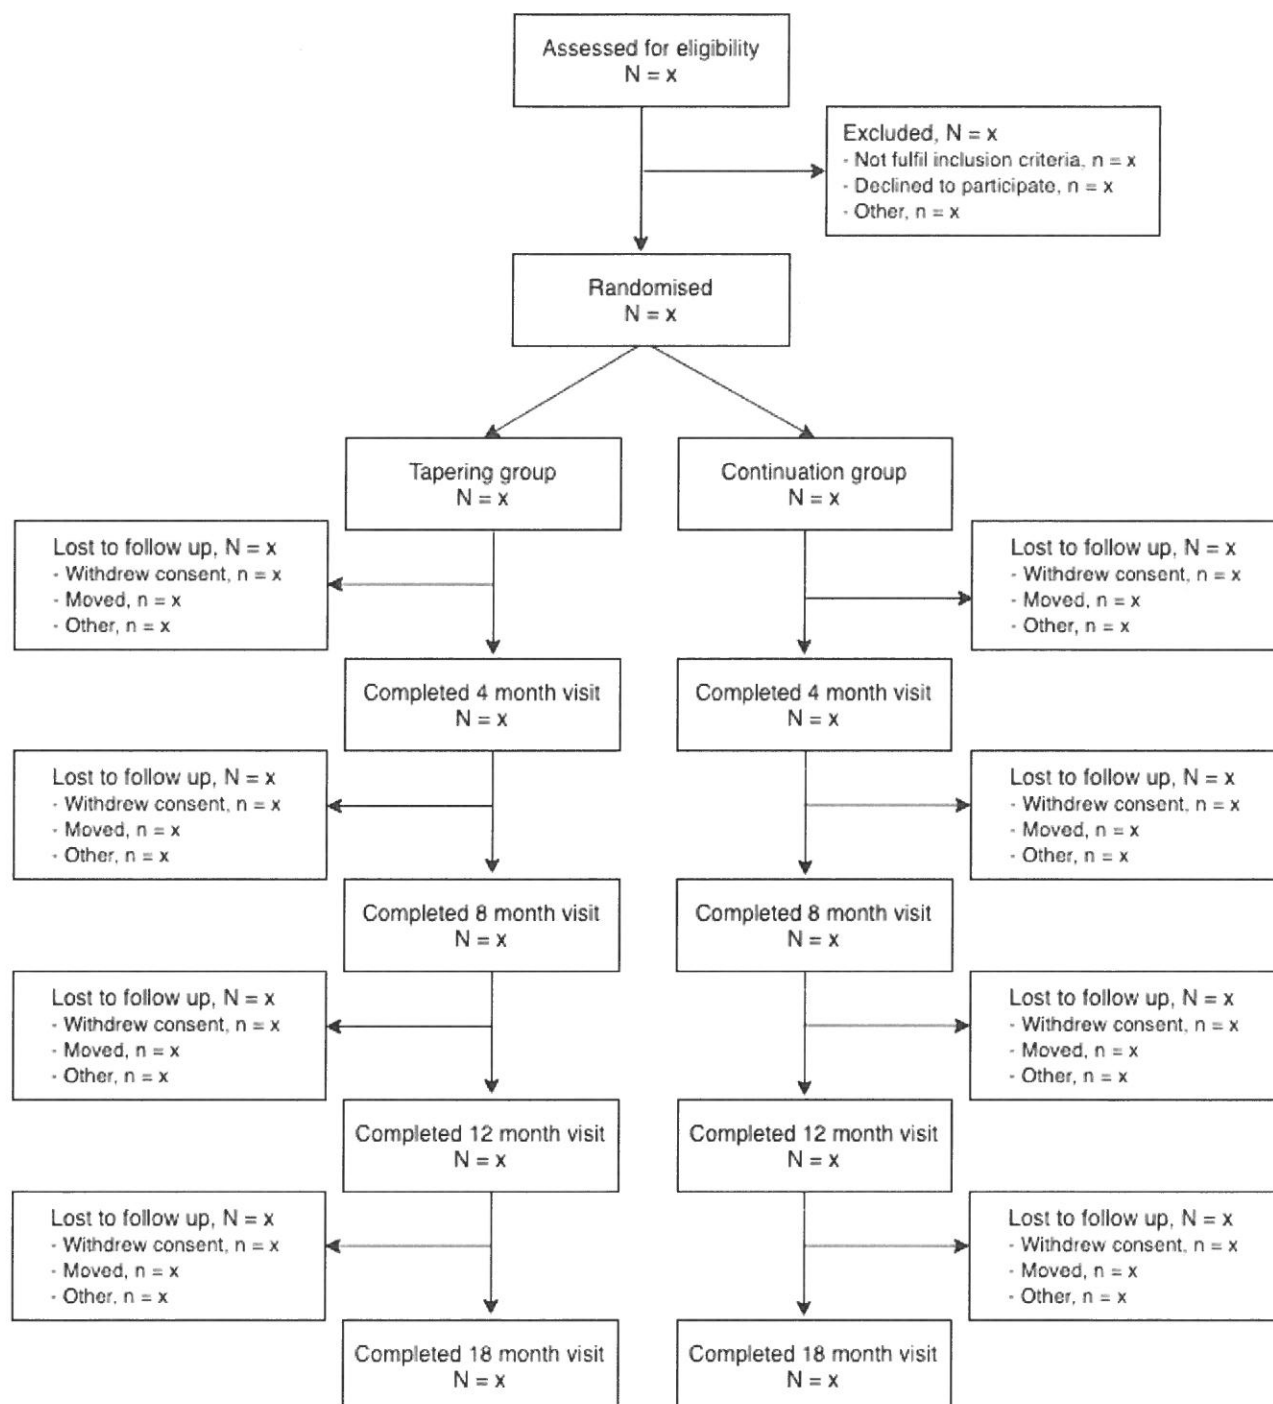 Assessed for eligibility
N = x
Excluded, N = x
- Not fulfil inclusion criteria, n = x
- Declined to participate, n = x
- Other, n = x
Randomised
N = x
Tapering group
N = x
Continuation group
N = x
Lost to follow up, N = x
- Withdrew consent, n = x
- Moved, n = x
- Other, n = x
Lost to follow up, N = x
- Withdrew consent, n = x
- Moved, n = x
- Other, n = x
Completed 4 month visit
N = x
Completed 4 month visit
N = x
Lost to follow up, N = x
- Withdrew consent, n = x
- Moved, n = x
- Other, n = x
Lost to follow up, N = x
- Withdrew consent, n = x
- Moved, n = x
- Other, n = x
Completed 8 month visit
N = x
Completed 8 month visit
N = x
Lost to follow up, N = x
- Withdrew consent, n = x
- Moved, n = x
- Other, n = x
Lost to follow up, N = x
- Withdrew consent, n = x
- Moved, n = x
- Other, n = x
Completed 12 month visit
N = x
Completed 12 month visit
N = x
Lost to follow up, N = x
- Withdrew consent, n = x
- Moved, n = x
- Other, n = x
Lost to follow up, N = x
- Withdrew consent, n = x
- Moved, n = x
- Other, n = x
Completed 18 month visit
N = x
Completed 18 month visit
N = x